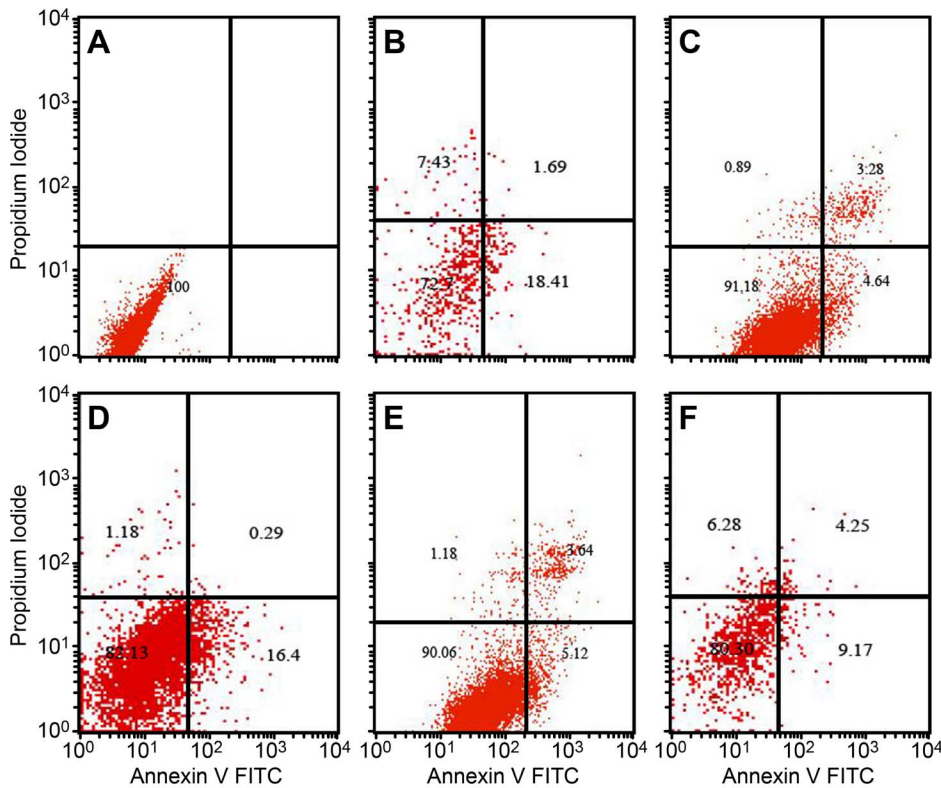 A
B
C
10⁴
10³
10²
10¹
10⁰
Propidium Iodide
100
7.43
1.69
18.41
0.89
3.28
91.18
4.64
D
E
F
10⁴
10³
10²
10¹
10⁰
Propidium Iodide
1.18
0.29
82.13
16.4
1.18
3.64
90.06
5.12
6.28
4.25
80.30
9.17
10⁰ 10¹ 10² 10³ 10⁴
10⁰ 10¹ 10² 10³ 10⁴
10⁰ 10¹ 10² 10³ 10⁴
Annexin V FITC
Annexin V FITC
Annexin V FITC